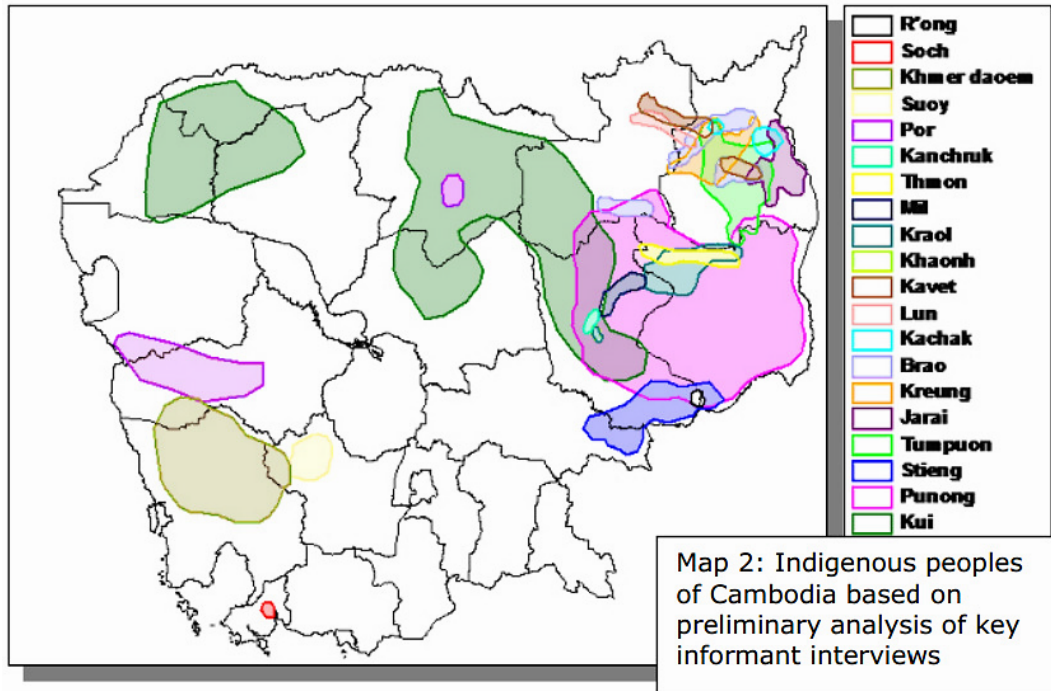 R'ong
Soch
Khmer daoem
Suoy
Por
Kanchruk
Thmon
Mil
Kraol
Khaonh
Kavet
Lun
Kachak
Brao
Kreung
Jarai
Tumpuon
Stieng
Punong
Kui
Map 2: Indigenous peoples
of Cambodia based on
preliminary analysis of key
informant interviews